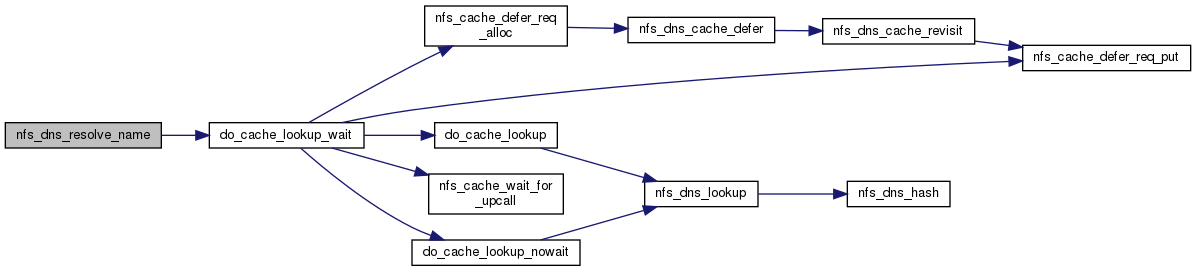 nfs_cache_defer_req
_alloc
nfs_dns_cache_defer
nfs_dns_cache_revisit
nfs_cache_defer_req_put
nfs_dns_resolve_name
do_cache_lookup_wait
do_cache_lookup
nfs_cache_wait_for
_upcall
nfs_dns_lookup
nfs_dns_hash
do_cache_lookup_nowait